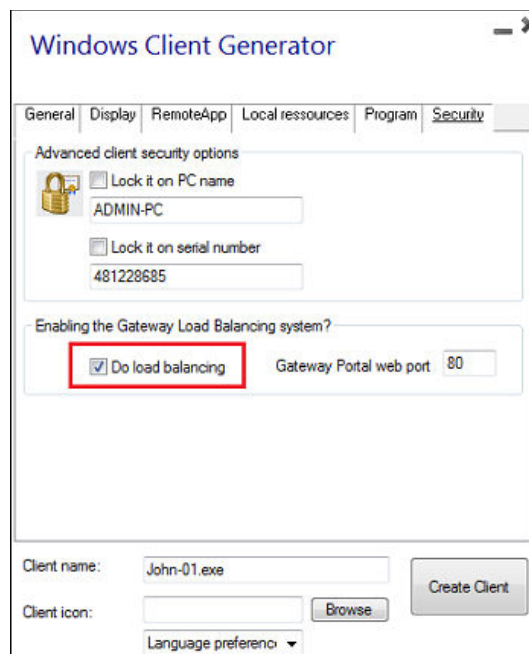 Windows Client Generator
General Display RemoteApp Local ressources Program Security
Advanced client security options
Lock it on PC name
ADMIN-PC
Lock it on serial number
481228685
Enabling the Gateway Load Balancing system?
Do load balancing Gateway Portal web port 80
Client name: John-01.exe
Create Client
Client icon: Browse
Language preferenc